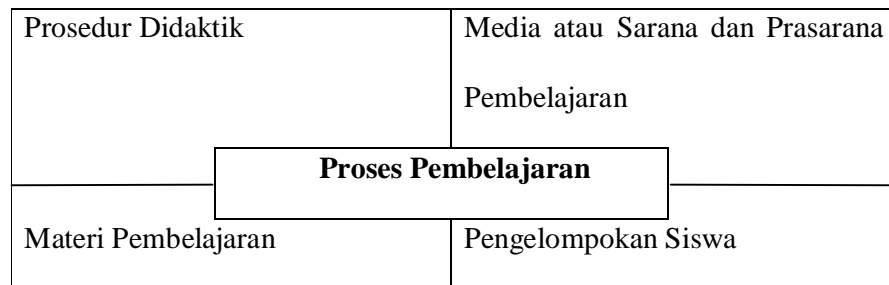 Prosedur Didaktik
Media atau Sarana dan Prasarana
Pembelajaran
Proses Pembelajaran
Materi Pembelajaran
Pengelompokan Siswa